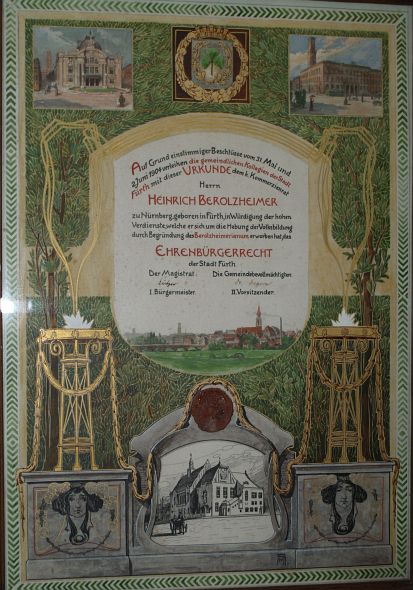 Auf Grund einstimmiger Beschlüsse vom 31. Mai und
2. Juni 1904 verleihen die gemeindlichen Kollegien der Stadt
Fürth mit dieser URKUNDE dem k. Kommerzienrat
Herrn
HEINRICH BEROLZHEIMER
zu Nürnberg, geboren in Fürth, in Würdigung der hohen
Verdienste, welche er sich um die Hebung der Volksbildung
durch Begründung des Berolzheimerianum erworben hat, das
EHRENBÜRGERRECHT
der Stadt Fürth.
Der Magistrat: Die Gemeindebevollmächtigten:
I. Bürgermeister. II. Vorsitzender.